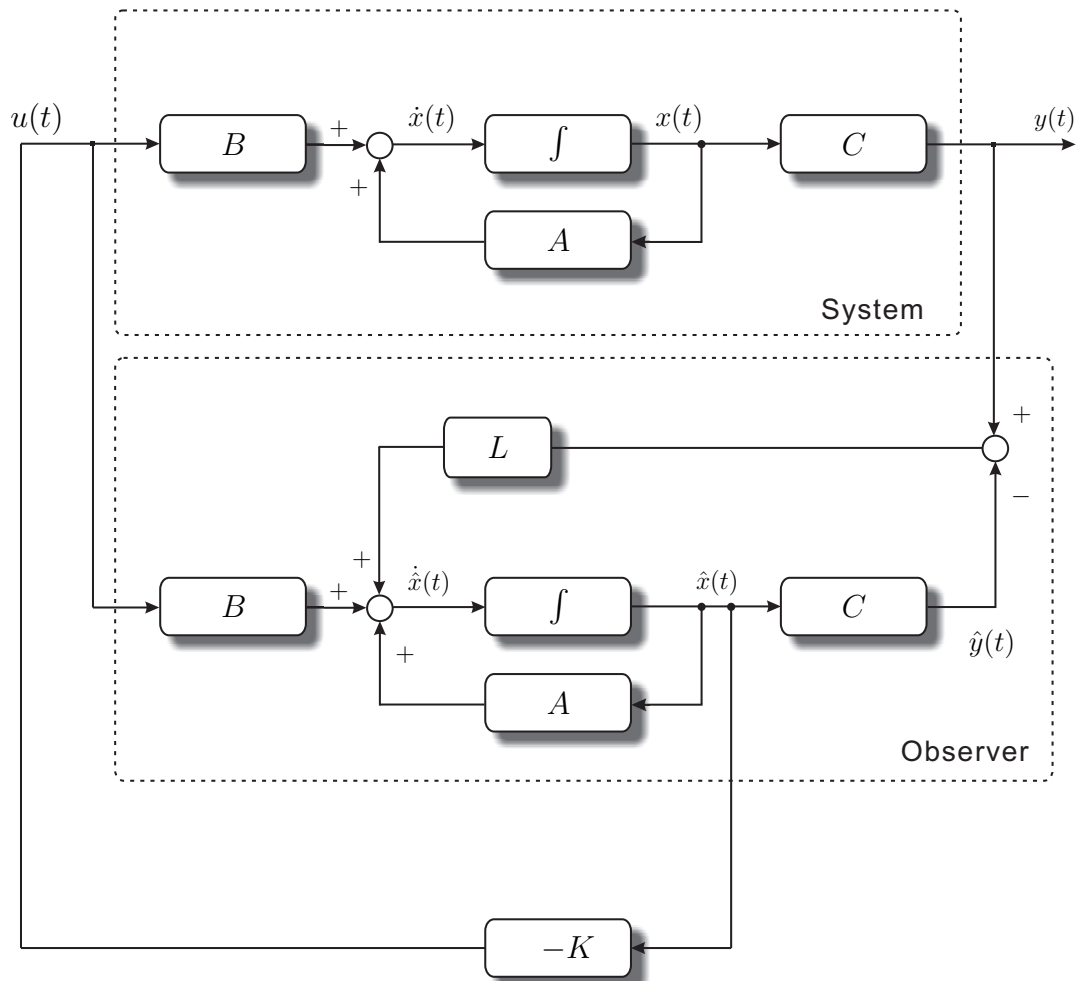 u(t)
B
+
+
ẋ(t)
∫
x(t)
C
y(t)
A
System
L
+
−
+
B
+
+
x̂̇(t)
∫
x̂(t)
C
ŷ(t)
A
Observer
−K